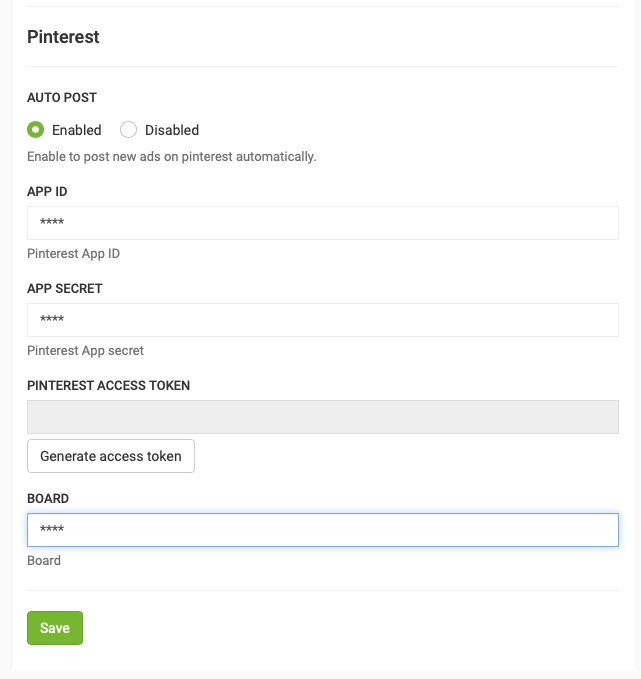 Pinterest
AUTO POST
Enabled Disabled
Enable to post new ads on pinterest automatically.
APP ID
****
Pinterest App ID
APP SECRET
****
Pinterest App secret
PINTEREST ACCESS TOKEN
Generate access token
BOARD
****
Board
Save